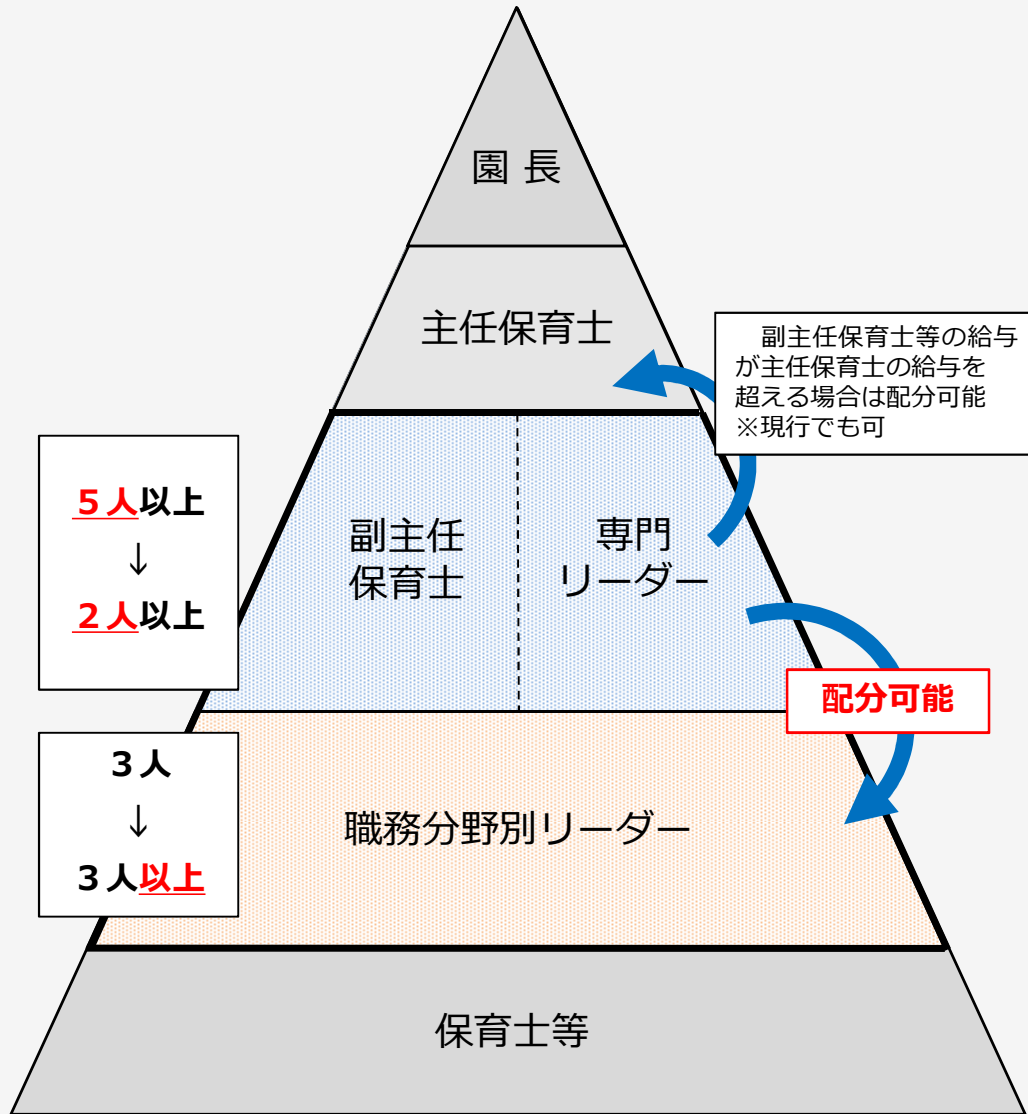 園 長
主任保育士
　副主任保育士等の給与
が主任保育士の給与を
超える場合は配分可能
※現行でも可
５人以上
↓
２人以上
副主任
保育士
専門
リーダー
配分可能
３人
↓
３人以上
職務分野別リーダー
保育士等